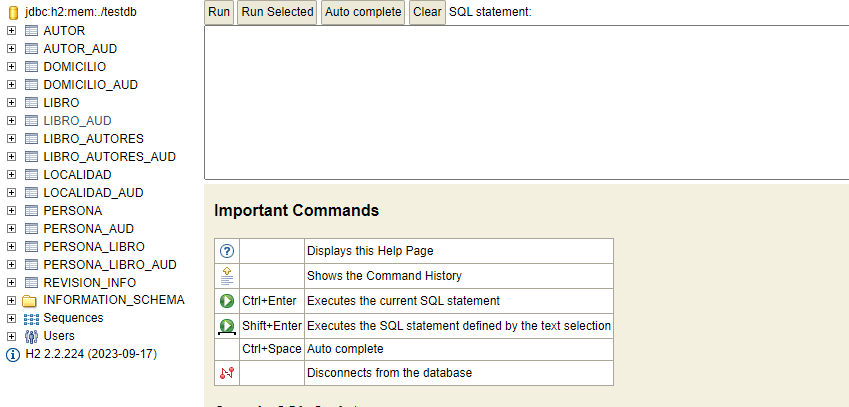 jdbc:h2:mem:./testdb
AUTOR
AUTOR_AUD
DOMICILIO
DOMICILIO_AUD
LIBRO
LIBRO_AUD
LIBRO_AUTORES
LIBRO_AUTORES_AUD
LOCALIDAD
LOCALIDAD_AUD
PERSONA
PERSONA_AUD
PERSONA_LIBRO
PERSONA_LIBRO_AUD
REVISION_INFO
INFORMATION_SCHEMA
Sequences
Users
H2 2.2.224 (2023-09-17)
Run Run Selected Auto complete Clear SQL statement:
Important Commands
Displays this Help Page
Shows the Command History
Ctrl+Enter Executes the current SQL statement
Shift+Enter Executes the SQL statement defined by the text selection
Ctrl+Space Auto complete
Disconnects from the database